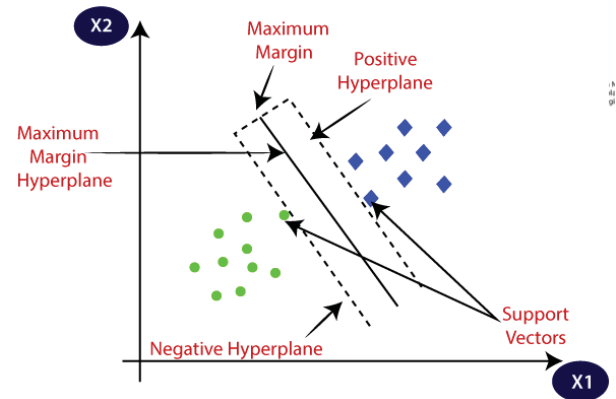 X2
Maximum
Margin
Positive
Hyperplane
Maximum
Margin
Hyperplane
Support
Vectors
Negative Hyperplane
X1